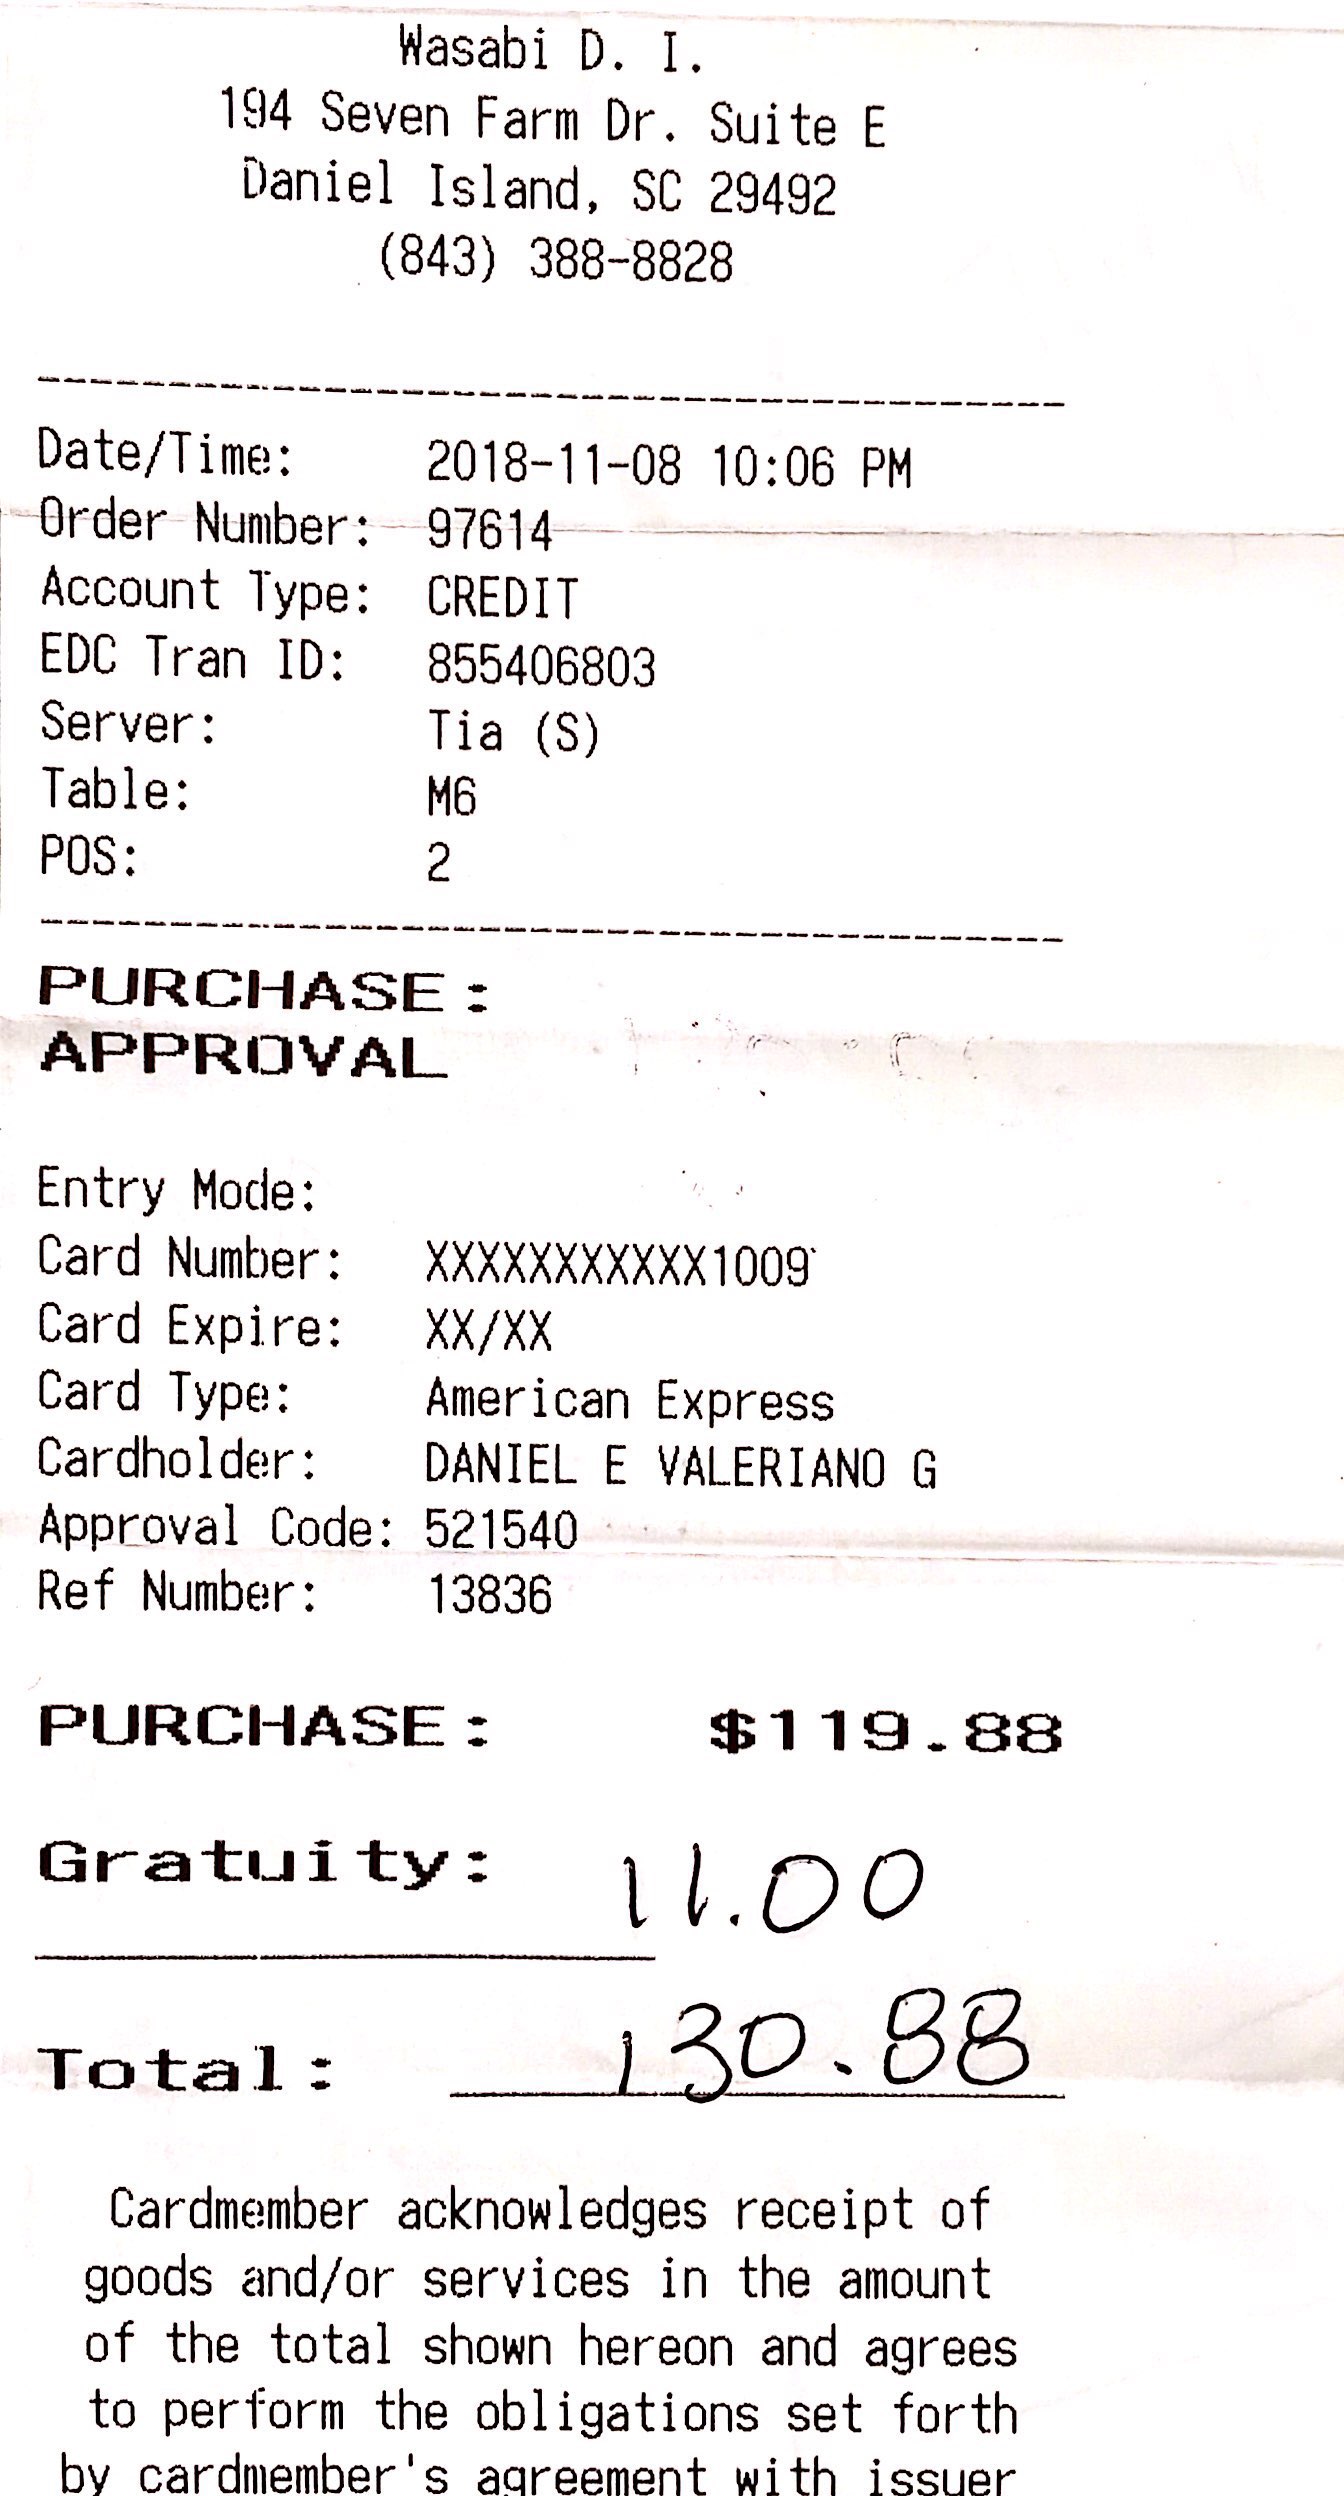 Wasabi D. I.
194 Seven Farm Dr. Suite E
Daniel Island, SC 29492
(843) 388-8828
Date/Time: 2018-11-08 10:06 PM
Order Number: 97614
Account Type: CREDIT
EDC Tran ID: 855406803
Server: Tia (S)
Table: M6
POS: 2
PURCHASE:
APPROVAL
Entry Mode:
Card Number: XXXXXXXXXXX1009
Card Expire: XX/XX
Card Type: American Express
Cardholder: DANIEL E VALERIANO G
Approval Code: 521540
Ref Number: 13836
PURCHASE: $119.88
Gratuity: 11.00
Total: 130.88
Cardmember acknowledges receipt of
goods and/or services in the amount
of the total shown hereon and agrees
to perform the obligations set forth
by cardmember's agreement with issuer